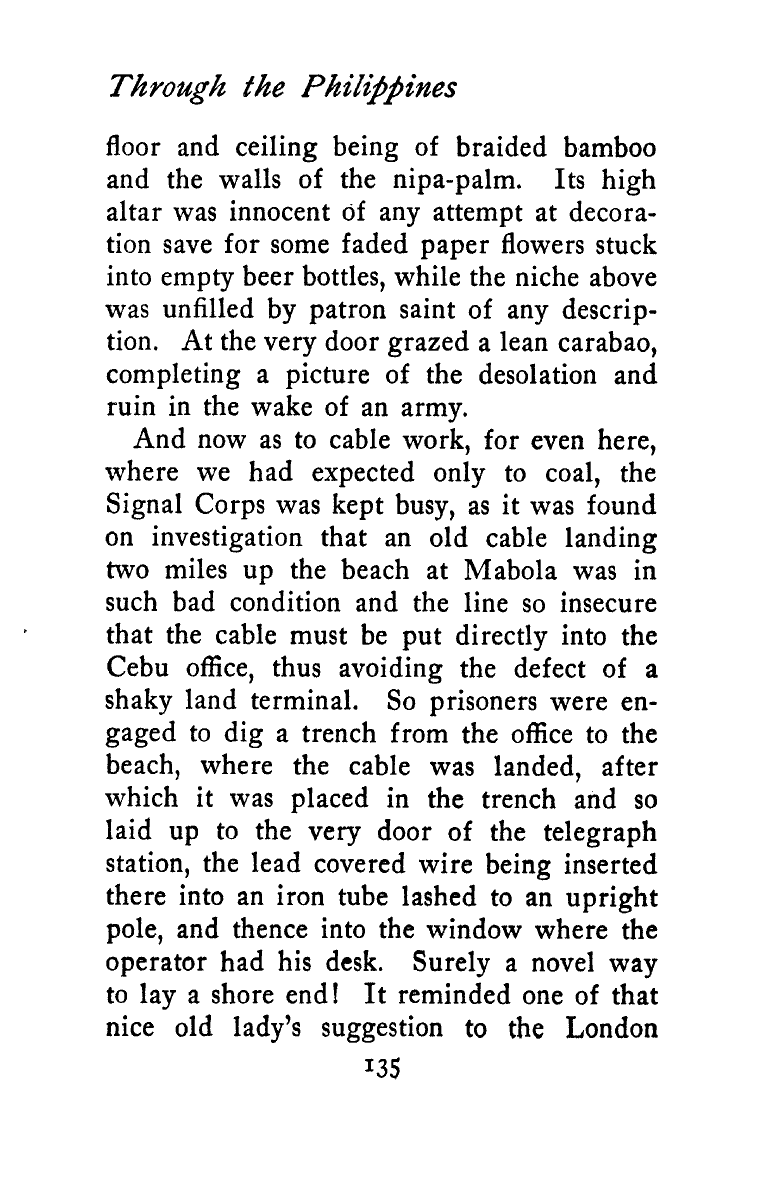 Through the Philippines
floor and ceiling being of braided bamboo
and the walls of the nipa-palm. Its high
altar was innocent of any attempt at decora-
tion save for some faded paper flowers stuck
into empty beer bottles, while the niche above
was unfilled by patron saint of any descrip-
tion. At the very door grazed a lean carabao,
completing a picture of the desolation and
ruin in the wake of an army.
And now as to cable work, for even here,
where we had expected only to coal, the
Signal Corps was kept busy, as it was found
on investigation that an old cable landing
two miles up the beach at Mabola was in
such bad condition and the line so insecure
that the cable must be put directly into the
Cebu office, thus avoiding the defect of a
shaky land terminal. So prisoners were en-
gaged to dig a trench from the office to the
beach, where the cable was landed, after
which it was placed in the trench and so
laid up to the very door of the telegraph
station, the lead covered wire being inserted
there into an iron tube lashed to an upright
pole, and thence into the window where the
operator had his desk. Surely a novel way
to lay a shore end! It reminded one of that
nice old lady's suggestion to the London
135